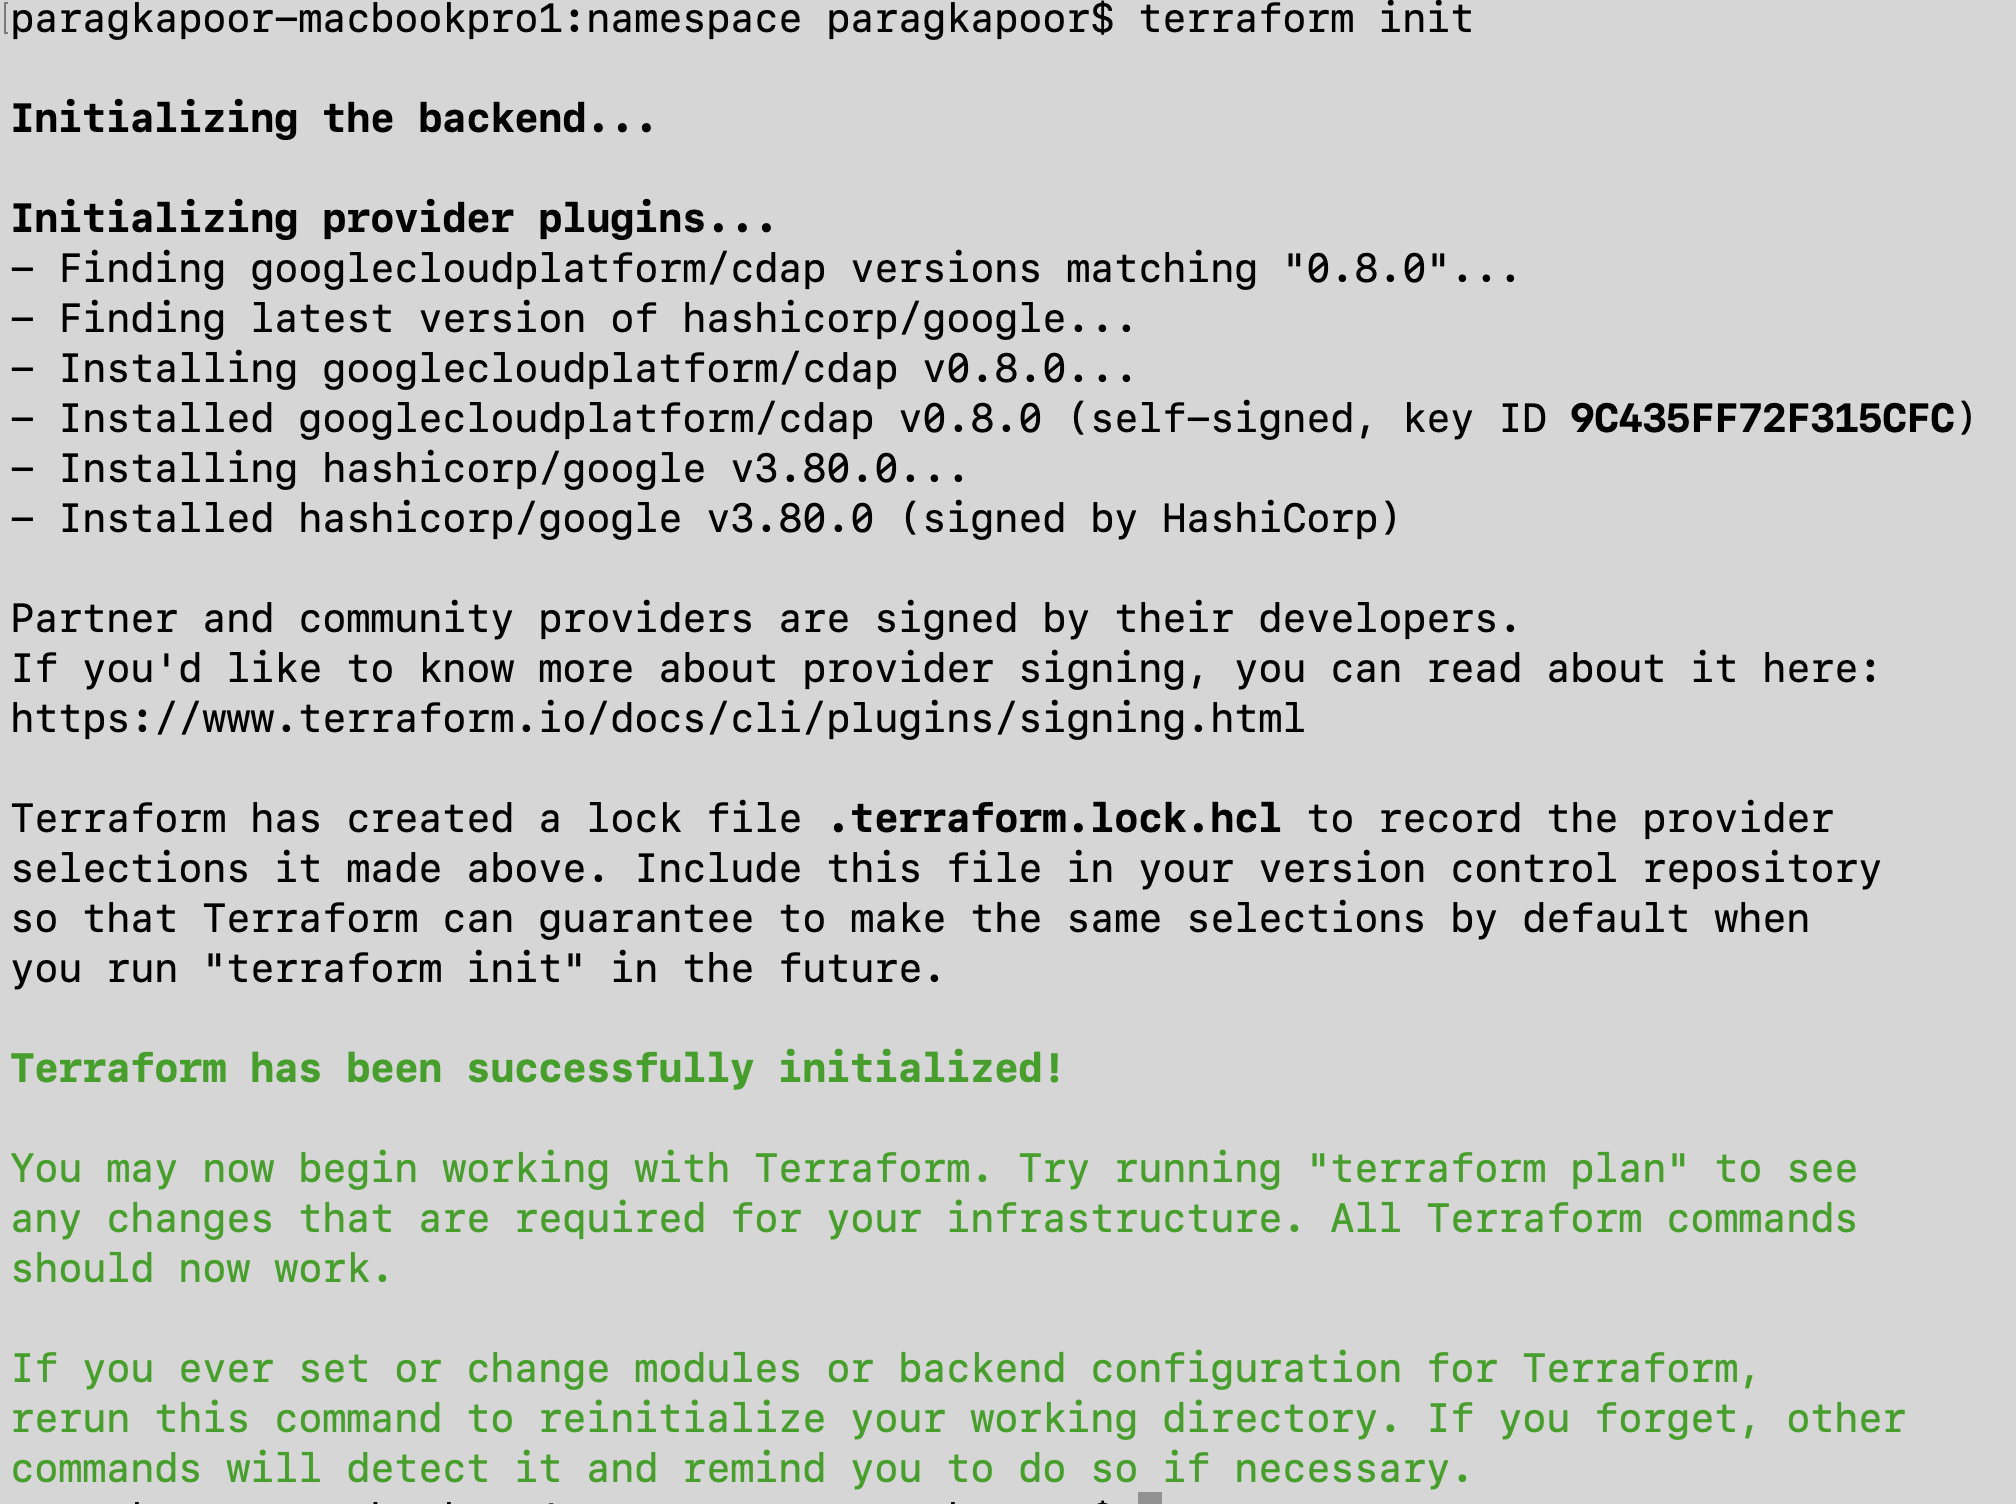 paragkapoor-macbookpro1:namespace paragkapoor$ terraform init
Initializing the backend...
Initializing provider plugins...
- Finding googlecloudplatform/cdap versions matching "0.8.0"...
- Finding latest version of hashicorp/google...
- Installing googlecloudplatform/cdap v0.8.0...
- Installed googlecloudplatform/cdap v0.8.0 (self-signed, key ID 9C435FF72F315CFC)
- Installing hashicorp/google v3.80.0...
- Installed hashicorp/google v3.80.0 (signed by HashiCorp)
Partner and community providers are signed by their developers.
If you'd like to know more about provider signing, you can read about it here:
https://www.terraform.io/docs/cli/plugins/signing.html
Terraform has created a lock file .terraform.lock.hcl to record the provider
selections it made above. Include this file in your version control repository
so that Terraform can guarantee to make the same selections by default when
you run "terraform init" in the future.
Terraform has been successfully initialized!
You may now begin working with Terraform. Try running "terraform plan" to see
any changes that are required for your infrastructure. All Terraform commands
should now work.
If you ever set or change modules or backend configuration for Terraform,
rerun this command to reinitialize your working directory. If you forget, other
commands will detect it and remind you to do so if necessary.